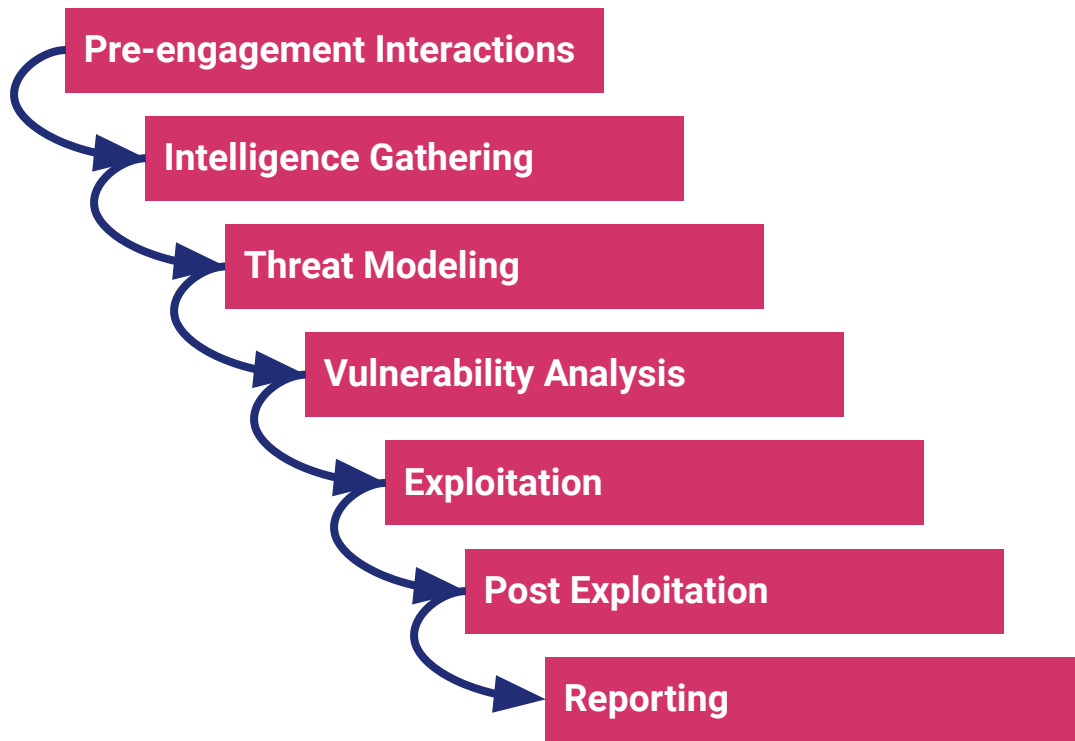 Pre-engagement Interactions
Intelligence Gathering
Threat Modeling
Vulnerability Analysis
Exploitation
Post Exploitation
Reporting